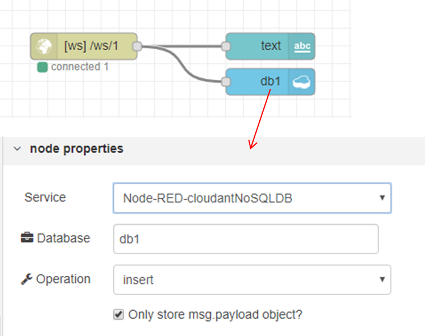 [ws] /ws/1
text
abc
connected 1
db1
node properties
Service
Node-RED-cloudantNoSQLDB
Database
db1
Operation
insert
Only store msg.payload object?